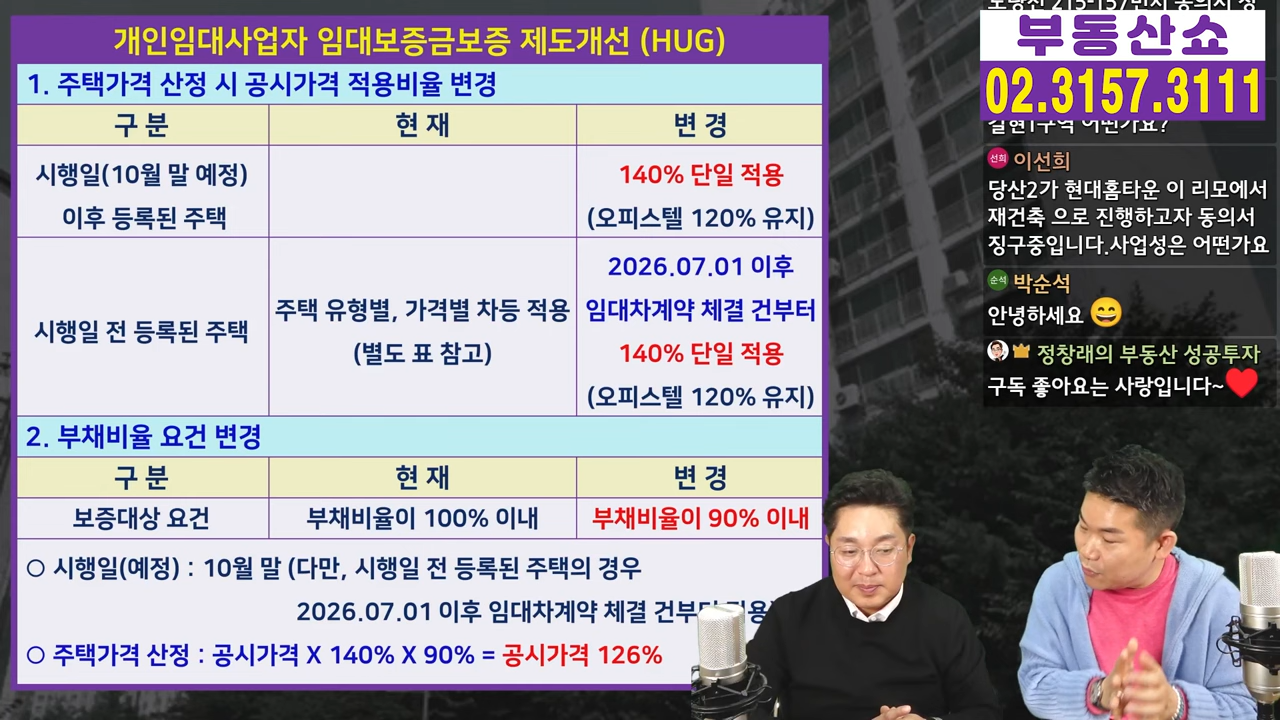 개인임대사업자 임대보증금보증 제도개선 (HUG)
1. 주택가격 산정 시 공시가격 적용비율 변경
구 분
현 재
변 경
시행일(10월 말 예정)
이후 등록된 주택
140% 단일 적용
(오피스텔 120% 유지)
시행일 전 등록된 주택
주택 유형별, 가격별 차등 적용
(별도 표 참고)
2026.07.01 이후
임대차계약 체결 건부터
140% 단일 적용
(오피스텔 120% 유지)
2. 부채비율 요건 변경
구 분
현 재
변 경
보증대상 요건
부채비율이 100% 이내
부채비율이 90% 이내
○ 시행일(예정) : 10월 말 (다만, 시행일 전 등록된 주택의 경우
2026.07.01 이후 임대차계약 체결 건부터
○ 주택가격 산정 : 공시가격 X 140% X 90% = 공시가격 126%
부동산쇼
02.3157.3111
길현1구역 어떤가요?
선희 이선희
당산2가 현대홈타운 이 리모에서
재건축 으로 진행하고자 동의서
징구중입니다.사업성은 어떤가요
순석 박순석
안녕하세요 😄
정창래의 부동산 성공투자
구독 좋아요는 사랑입니다~❤️